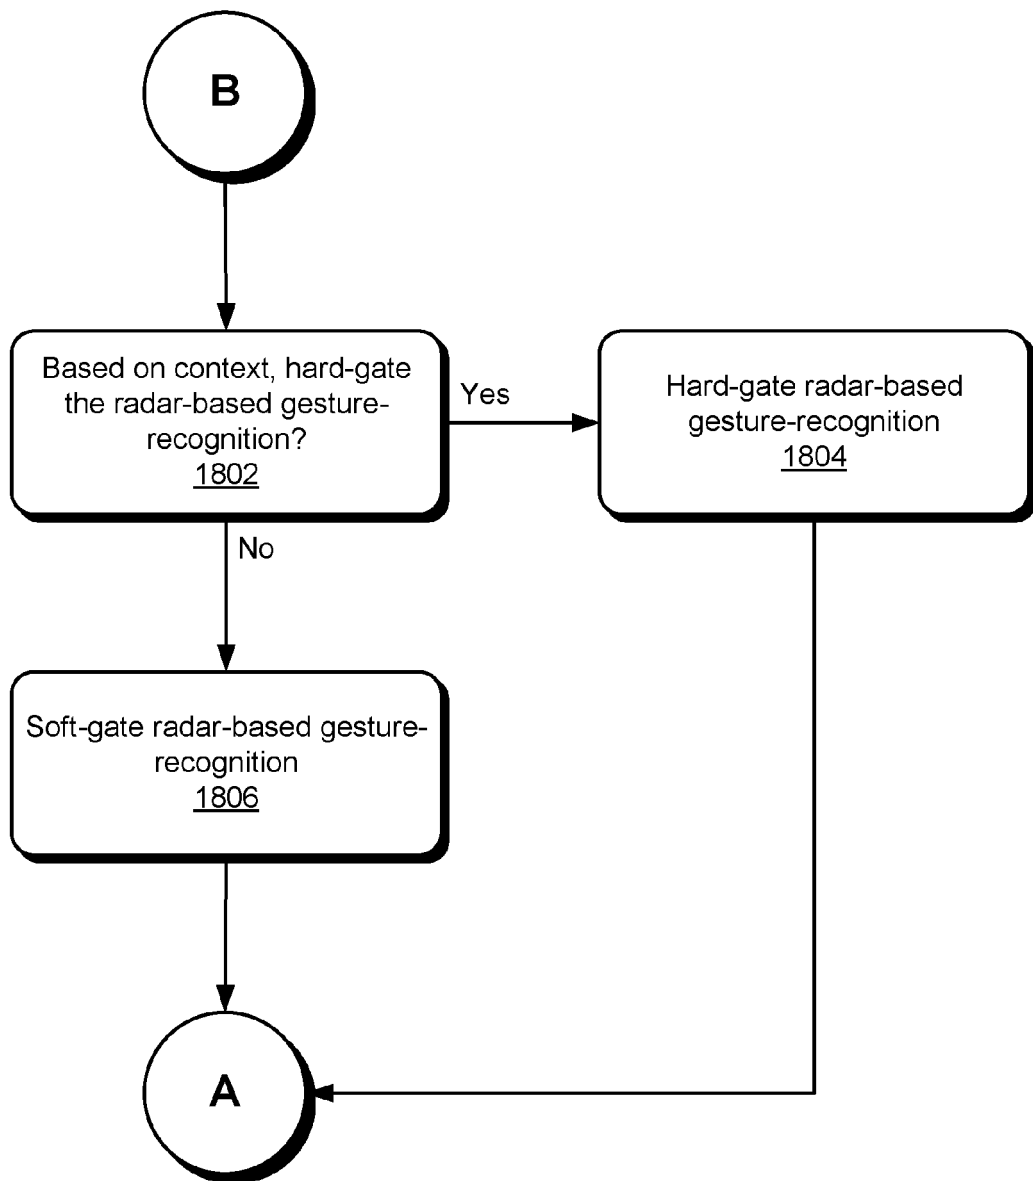 B
Based on context, hard-gate
the radar-based gesture-
recognition?
1802
Yes
Hard-gate radar-based
gesture-recognition
1804
No
Soft-gate radar-based gesture-
recognition
1806
A